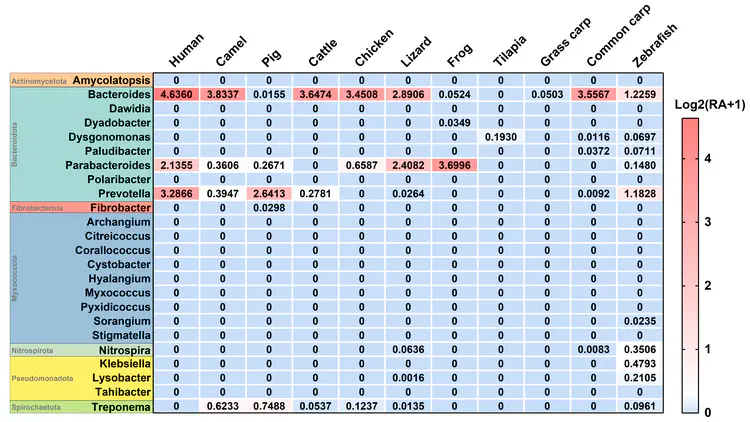 Human Camel Pig Cattle Chicken Lizard Frog Tilapia Grass carp Common carp Zebrafish
Log2(RA+1)
Actinomycetota Amycolatopsis 0 0 0 0 0 0 0 0 0 0 0
Bacteroidota
Bacteroides 4.6360 3.8337 0.0155 3.6474 3.4508 2.8906 0.0524 0 0.0503 3.5567 1.2259
Dawidia 0 0 0 0 0 0 0 0 0 0 0
Dyadobacter 0 0 0 0 0 0 0.0349 0 0 0 0
Dysgonomonas 0 0 0 0 0 0 0 0.1930 0 0.0116 0.0697
Paludibacter 0 0 0 0 0 0 0 0 0 0.0372 0.0711
Parabacteroides 2.1355 0.3606 0.2671 0 0.6587 2.4082 3.6996 0 0 0 0.1480
Polaribacter 0 0 0 0 0 0 0 0 0 0 0
Prevotella 3.2866 0.3947 2.6413 0.2781 0 0.0264 0 0 0 0.0092 1.1828
Fibrobacterota Fibrobacter 0 0 0.0298 0 0 0 0 0 0 0 0
Myxococcota
Archangium 0 0 0 0 0 0 0 0 0 0 0
Citreicoccus 0 0 0 0 0 0 0 0 0 0 0
Corallococcus 0 0 0 0 0 0 0 0 0 0 0
Cystobacter 0 0 0 0 0 0 0 0 0 0 0
Hyalangium 0 0 0 0 0 0 0 0 0 0 0
Myxococcus 0 0 0 0 0 0 0 0 0 0 0
Pyxidicoccus 0 0 0 0 0 0 0 0 0 0 0
Sorangium 0 0 0 0 0 0 0 0 0 0 0.0235
Stigmatella 0 0 0 0 0 0 0 0 0 0 0
Nitrospirota Nitrospira 0 0 0 0 0 0.0636 0 0 0 0.0083 0.3506
Pseudomonadota
Klebsiella 0 0 0 0 0 0 0 0 0 0 0.4793
Lysobacter 0 0 0 0 0 0.0016 0 0 0 0 0.2105
Tahibacter 0 0 0 0 0 0 0 0 0 0 0
Spirochaetota Treponema 0 0.6233 0.7488 0.0537 0.1237 0.0135 0 0 0 0 0.0961
4
3
2
1
0